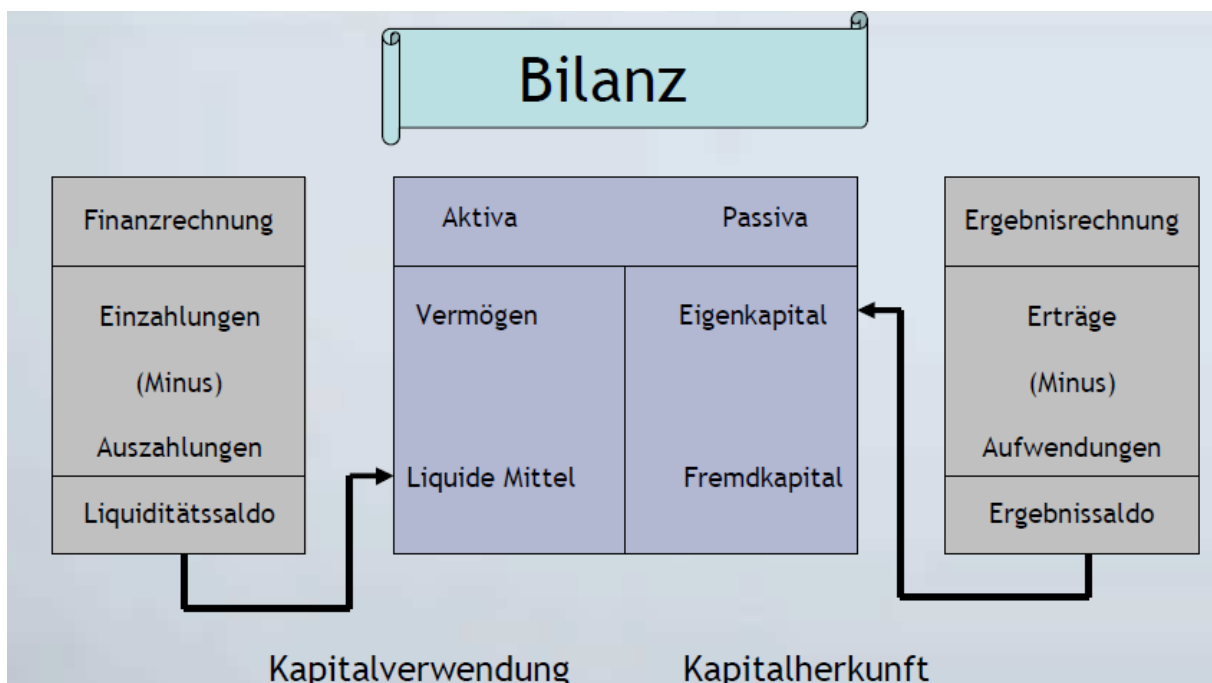 Bilanz
Finanzrechnung
Einzahlungen
(Minus)
Auszahlungen
Liquiditätssaldo
Aktiva Passiva
Vermögen Eigenkapital
Liquide Mittel Fremdkapital
Ergebnisrechnung
Erträge
(Minus)
Aufwendungen
Ergebnissaldo
Kapitalverwendung Kapitalherkunft